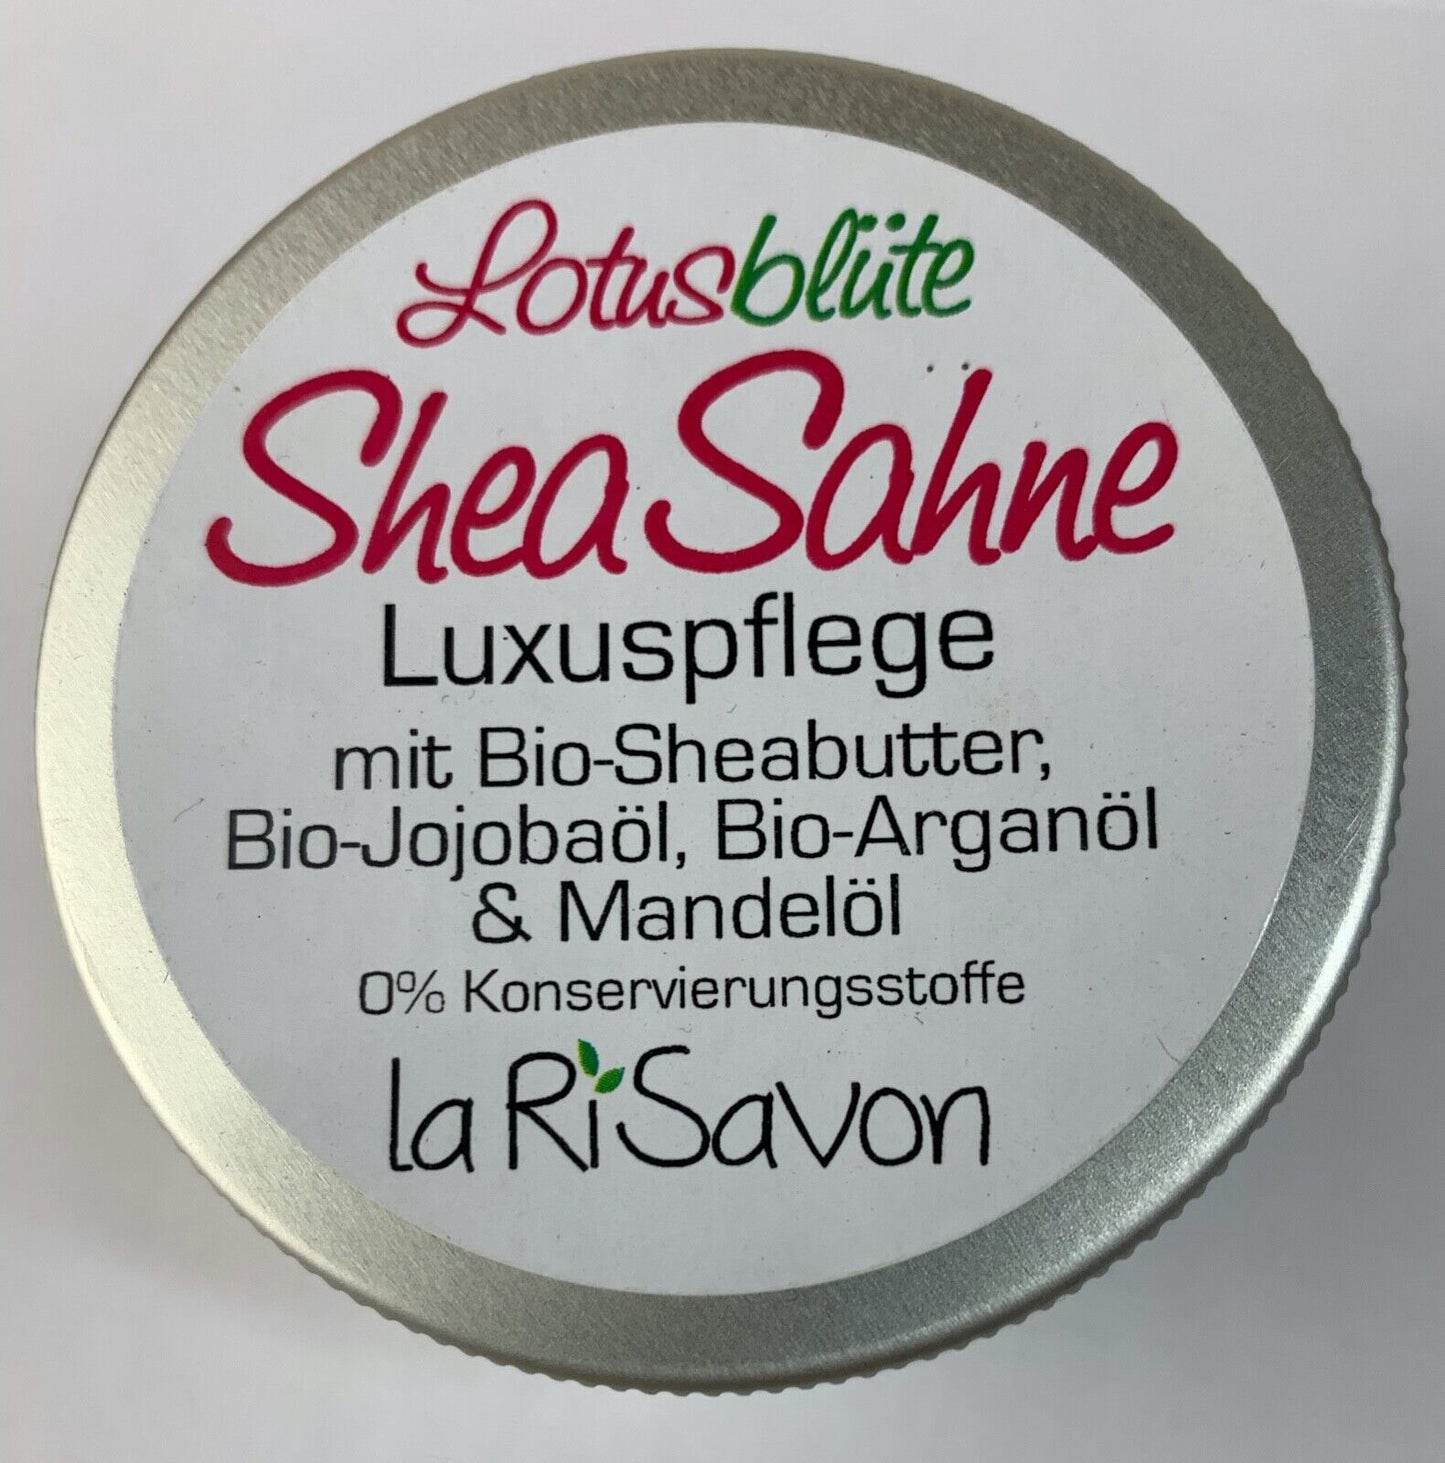 Lotusblüte
Shea Sahne
Luxuspflege
mit Bio-Sheabutter,
Bio-Jojobaöl, Bio-Arganöl
& Mandelöl
0% Konservierungsstoffe
la RiSavon